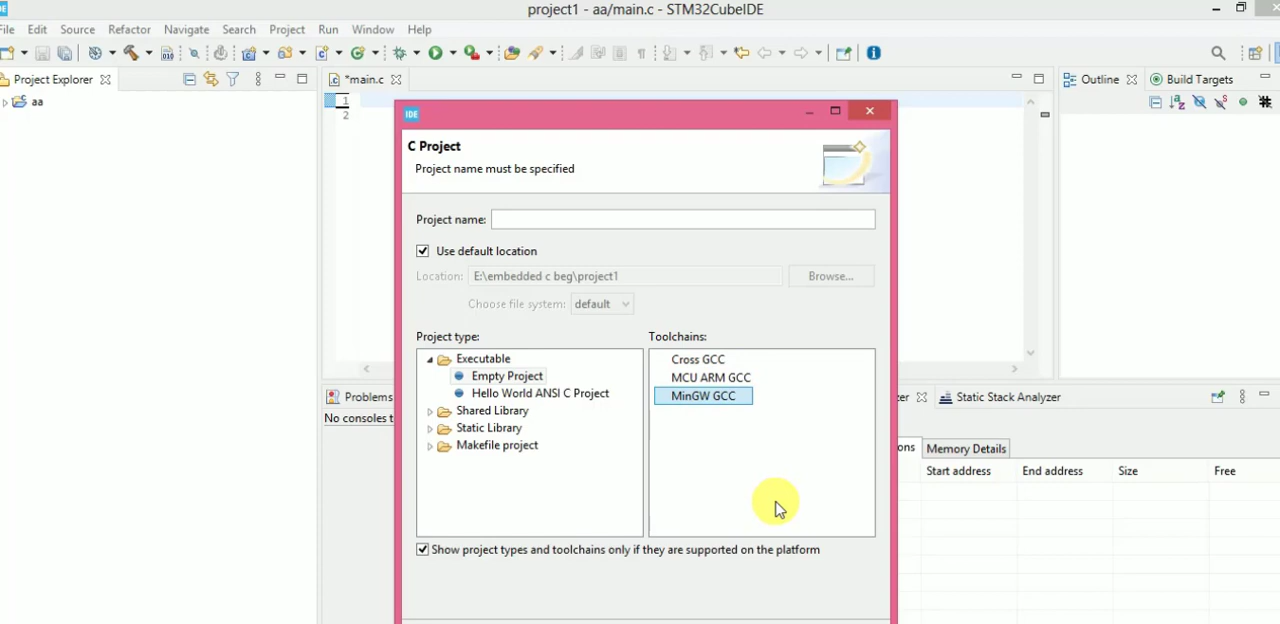 project1 - aa/main.c - STM32CubeIDE
File Edit Source Refactor Navigate Search Project Run Window Help
Project Explorer
*main.c
Outline
Build Targets
aa
1
2
IDE
C Project
Project name must be specified
Project name:
Use default location
Location: E:\embedded c beg\project1 Browse...
Choose file system: default
Project type:
Toolchains:
Executable
Empty Project
Hello World ANSI C Project
Shared Library
Static Library
Makefile project
Cross GCC
MCU ARM GCC
MinGW GCC
Show project types and toolchains only if they are supported on the platform
Problems
No consoles t
zer
Static Stack Analyzer
ons
Memory Details
Start address End address Size Free